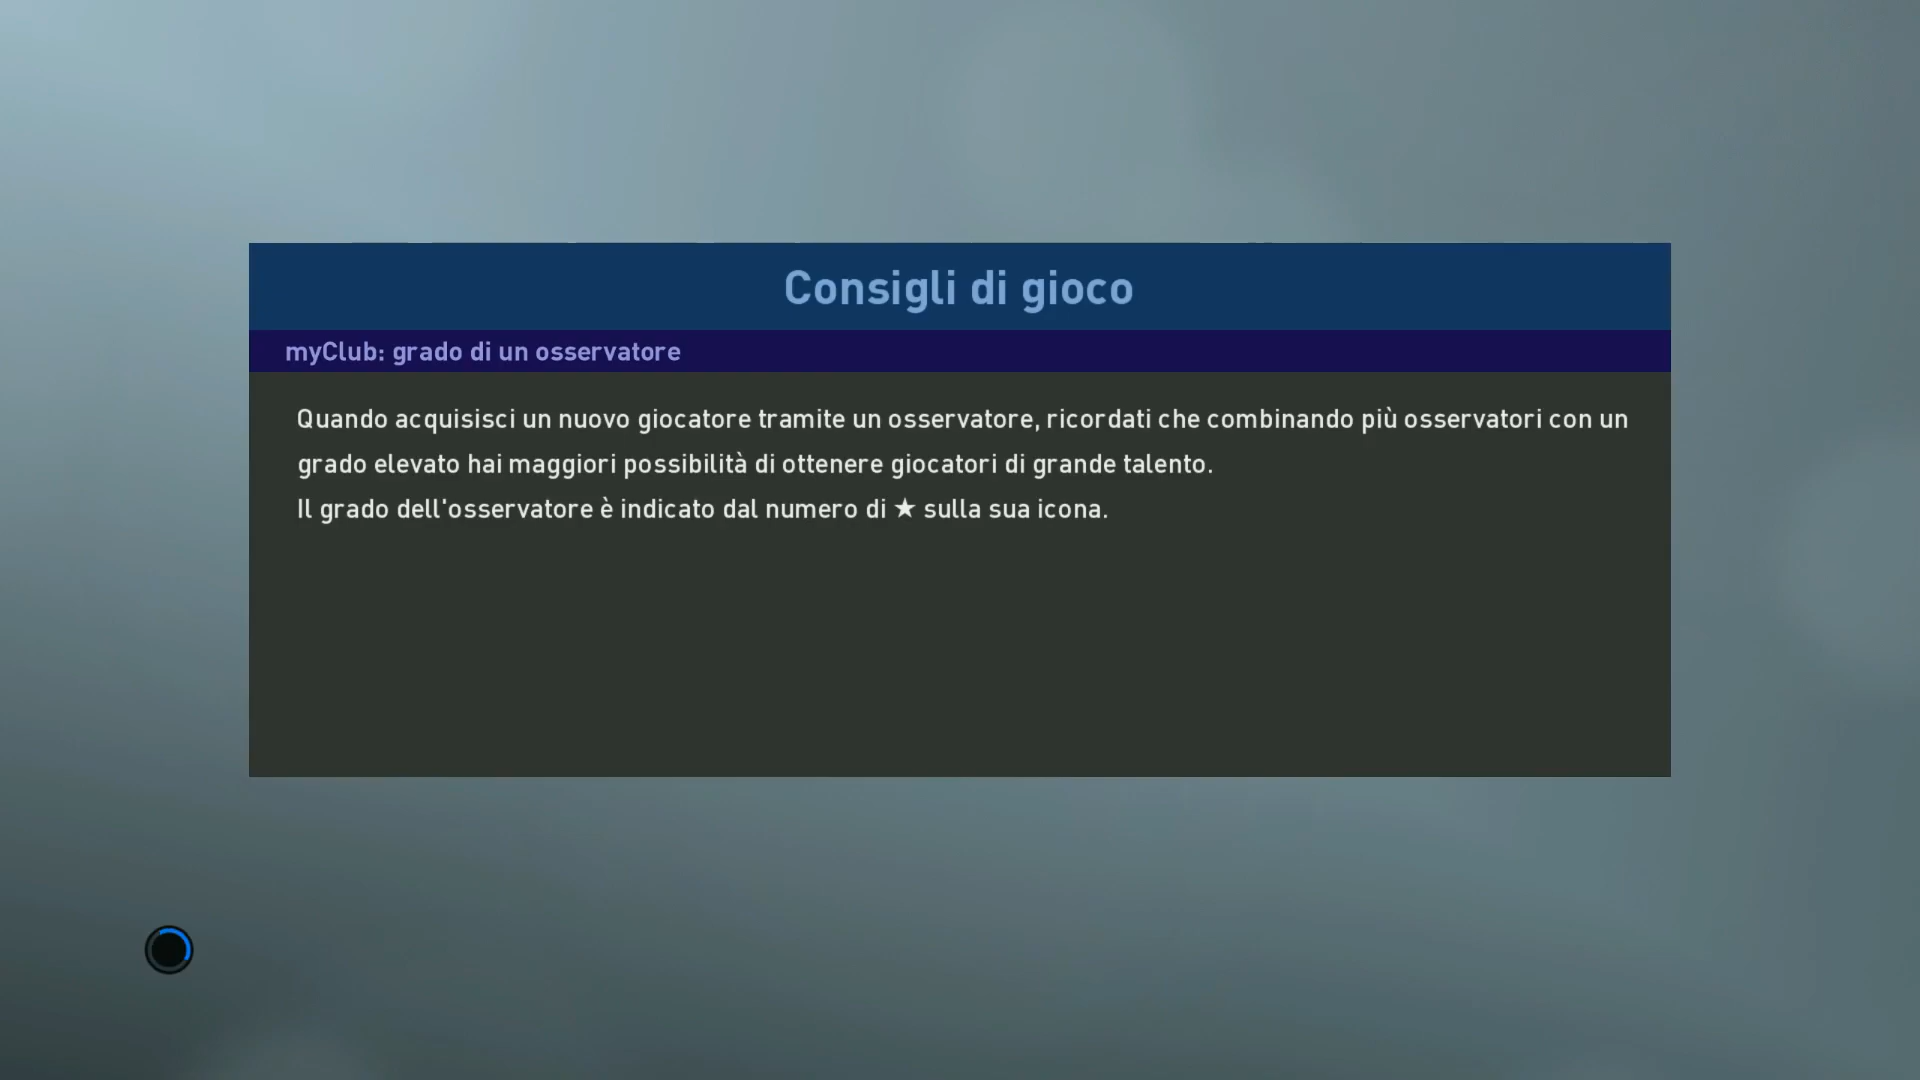 Consigli di gioco
myClub: grado di un osservatore
Quando acquisisci un nuovo giocatore tramite un osservatore, ricordati che combinando più osservatori con un
grado elevato hai maggiori possibilità di ottenere giocatori di grande talento.
Il grado dell'osservatore è indicato dal numero di ★ sulla sua icona.